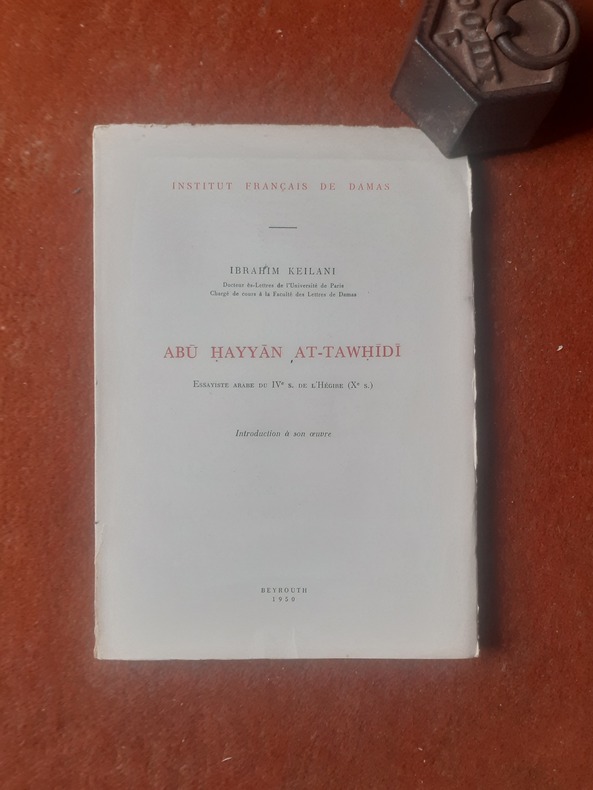 INSTITUT FRANÇAIS DE DAMAS
IBRAHĪM KEILANI
Docteur ès-Lettres de l'Université de Paris
Chargé de cours à la Faculté des Lettres de Damas
ABŪ ḤAYYĀN AT-TAWḤĪDĪ
ESSAYISTE ARABE DU IVe S. DE L'HÉGIRE (Xe S.)
Introduction à son œuvre
BEYROUTH
1950